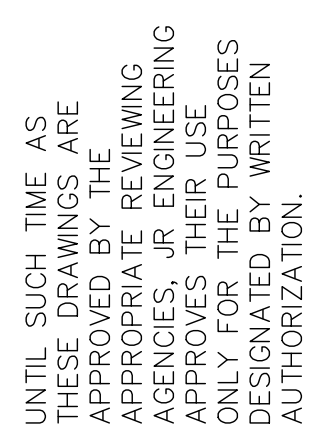 UNTIL SUCH TIME AS
THESE DRAWINGS ARE
APPROVED BY THE
APPROPRIATE REVIEWING
AGENCIES, JR ENGINEERING
APPROVES THEIR USE
ONLY FOR THE PURPOSES
DESIGNATED BY WRITTEN
AUTHORIZATION.